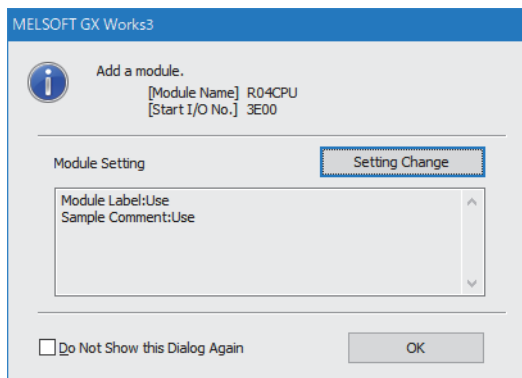 MELSOFT GX Works3
Add a module.
[Module Name] R04CPU
[Start I/O No.] 3E00
Module Setting
Setting Change
Module Label:Use
Sample Comment:Use
Do Not Show this Dialog Again
OK